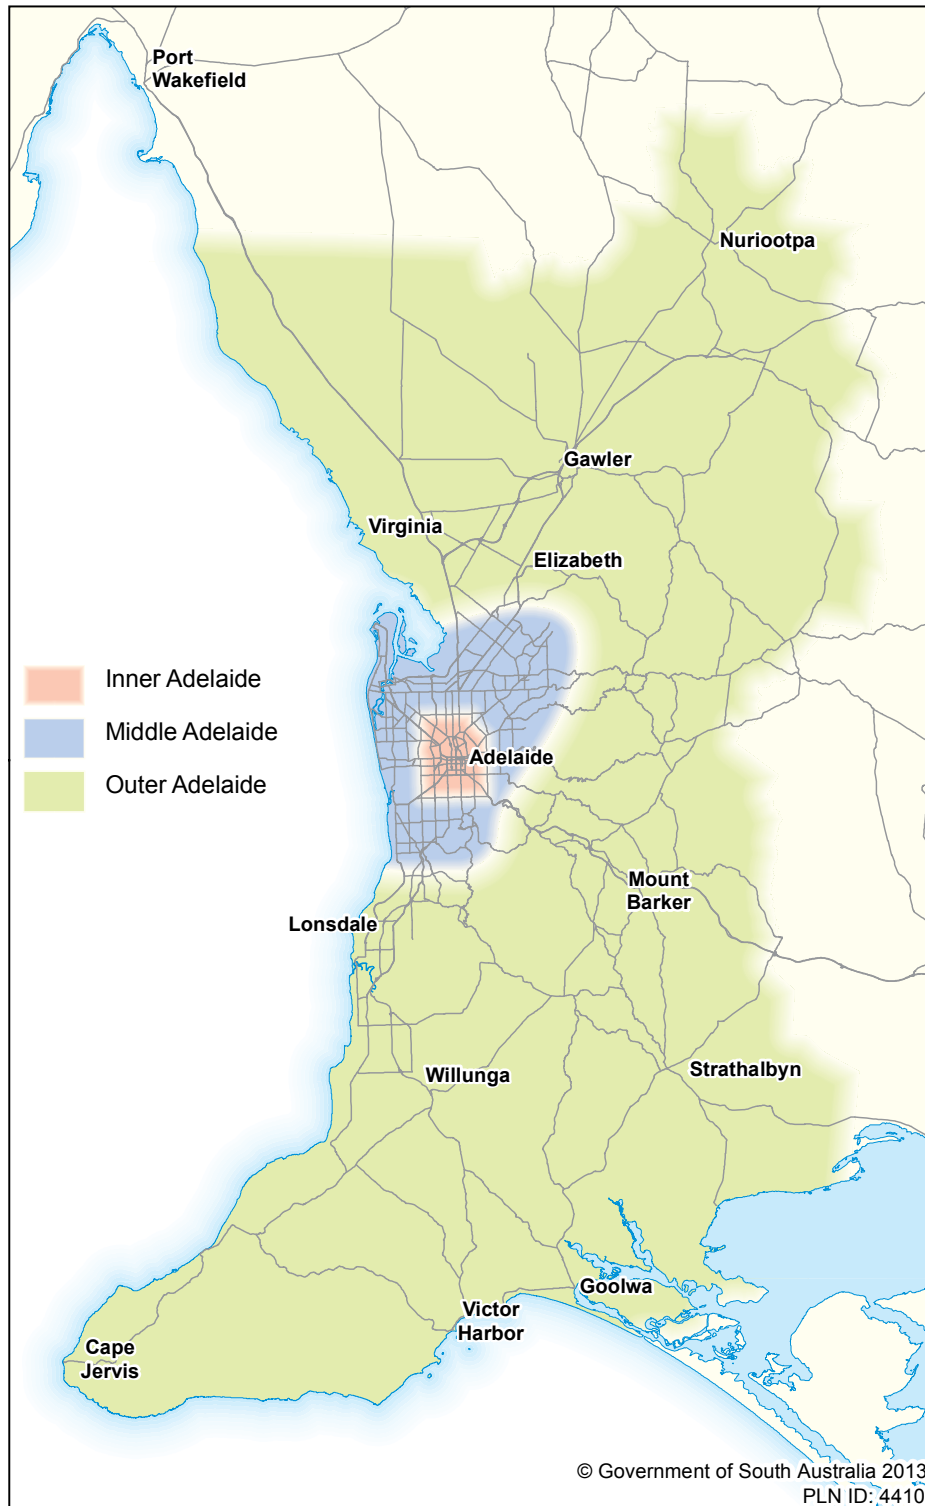 Port
Wakefield
Nuriootpa
Gawler
Virginia
Elizabeth
Inner Adelaide
Middle Adelaide
Adelaide
Outer Adelaide
Mount
Barker
Lonsdale
Strathalbyn
Willunga
Goolwa
Victor
Harbor
Cape
Jervis
© Government of South Australia 2013
PLN ID: 4410